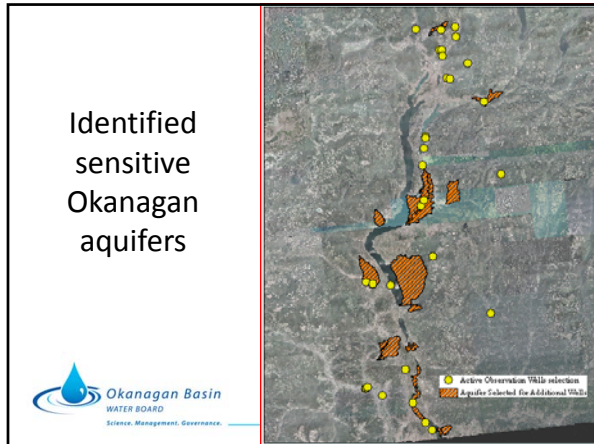 Identified
sensitive
Okanagan
aquifers
Okanagan Basin
WATER BOARD
Science. Management. Governance.
Active Observation Wells selection
Aquifer Selected for Additional Wells